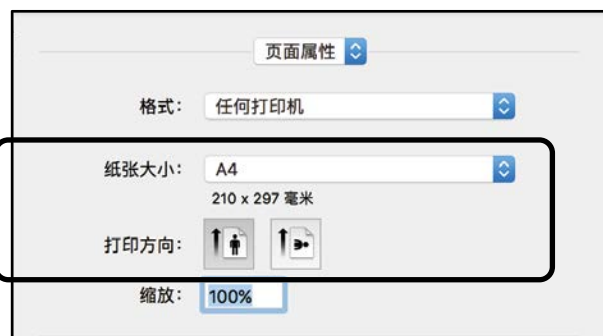 页面属性
格式： 任何打印机
纸张大小： A4
210 x 297 毫米
打印方向：
缩放： 100%